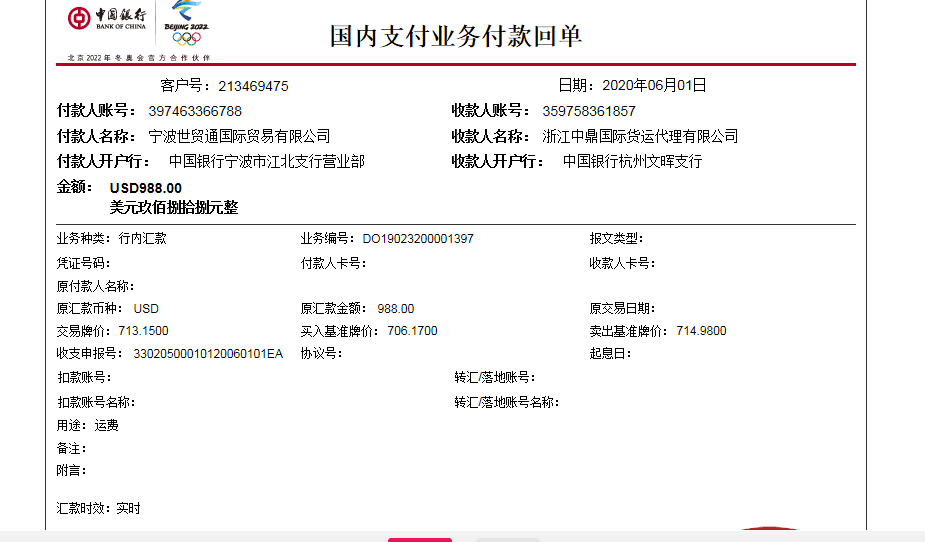 中国银行
BANK OF CHINA
BEIJING 2022
北京2022年冬奥会官方合作伙伴
国内支付业务付款回单
客户号：213469475 日期：2020年06月01日
付款人账号：397463366788 收款人账号：359758361857
付款人名称：宁波世贸通国际贸易有限公司 收款人名称：浙江中鼎国际货运代理有限公司
付款人开户行：中国银行宁波市江北支行营业部 收款人开户行：中国银行杭州文晖支行
金额：USD988.00
美元玖佰捌拾捌元整
业务种类：行内汇款 业务编号：DO19023200001397 报文类型：
凭证号码： 付款人卡号： 收款人卡号：
原付款人名称：
原汇款币种：USD 原汇款金额：988.00 原交易日期：
交易牌价：713.1500 买入基准牌价：706.1700 卖出基准牌价：714.9800
收支申报号：33020500010120060101EA 协议号： 起息日：
扣款账号： 转汇/落地账号：
扣款账号名称： 转汇/落地账号名称：
用途：运费
备注：
附言：
汇款时效：实时